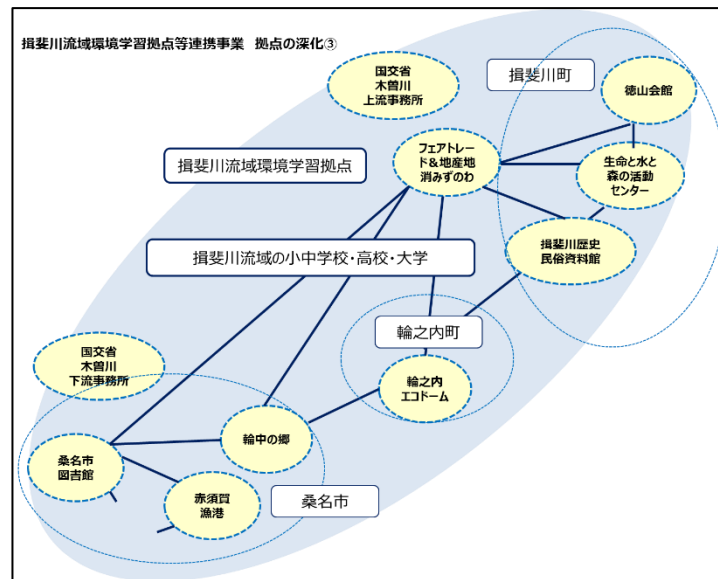 揖斐川流域環境学習拠点等連携事業 拠点の深化③
国交省
木曽川
上流事務所
揖斐川町
徳山会館
フェアトレー
ド&地産地
消みずのわ
生命と水と
森の活動
センター
揖斐川流域環境学習拠点
揖斐川歴史
民俗資料館
揖斐川流域の小中学校・高校・大学
輪之内町
国交省
木曽川
下流事務所
輪之内
エコドーム
輪中の郷
桑名市
図書館
赤須賀
漁港
桑名市